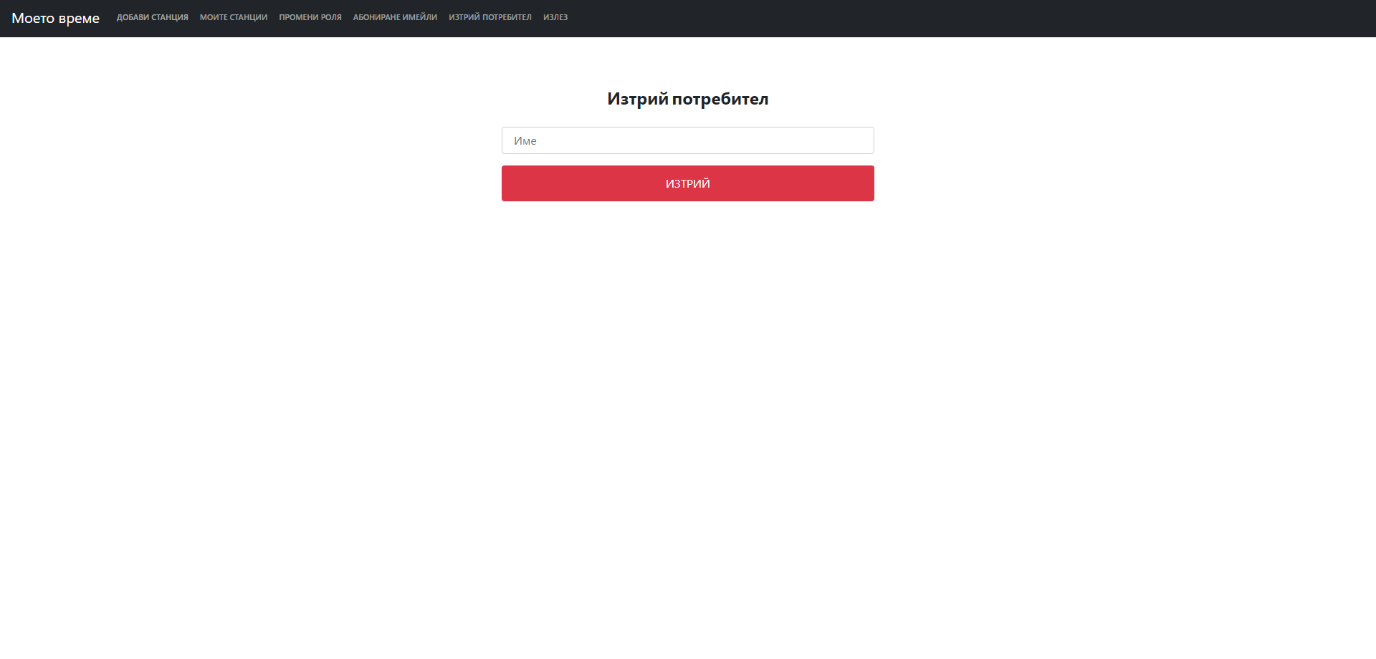 Моето време ДОБАВИ СТАНЦИЯ МОИТЕ СТАНЦИИ ПРОМЕНИ РОЛЯ АБОНИРАНЕ ИМЕЙЛИ ИЗТРИЙ ПОТРЕБИТЕЛ ИЗЛЕЗ
Изтрий потребител
Име
ИЗТРИЙ